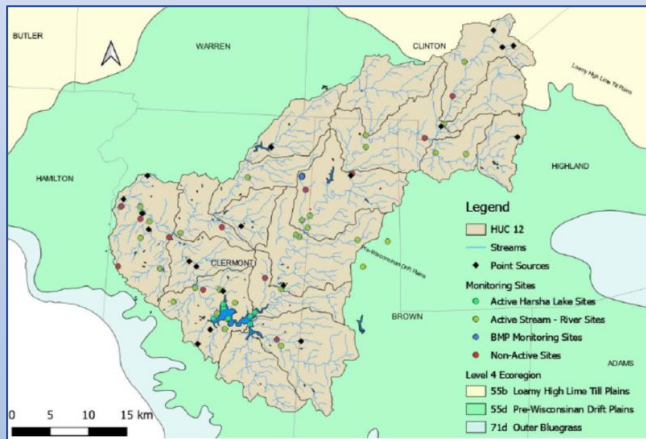 BUTLER
WARREN
CLINTON
Loamy High Lime Till Plains
HAMILTON
HIGHLAND
CLERMONT
Pre-Wisconsinan Drift Plains
BROWN
ADAMS
Legend
HUC 12
Streams
Point Sources
Monitoring Sites
Active Harsha Lake Sites
Active Stream - River Sites
BMP Monitoring Sites
Non-Active Sites
Level 4 Ecoregion
55b Loamy High Lime Till Plains
55d Pre-Wisconsinan Drift Plains
71d Outer Bluegrass
0 5 10 15 km